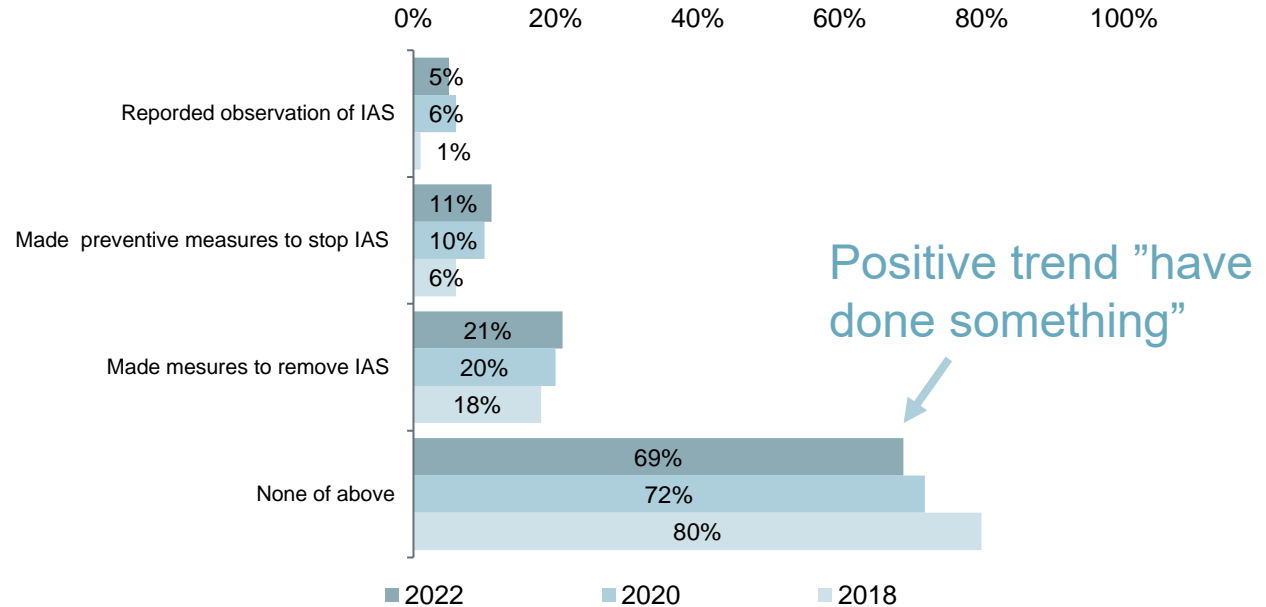 0% 20% 40% 60% 80% 100%
Reporded observation of IAS
5%
6%
1%
Made preventive measures to stop IAS
11%
10%
6%
Made mesures to remove IAS
21%
20%
18%
None of above
69%
72%
80%
Positive trend ”have
done something”
2022 2020 2018